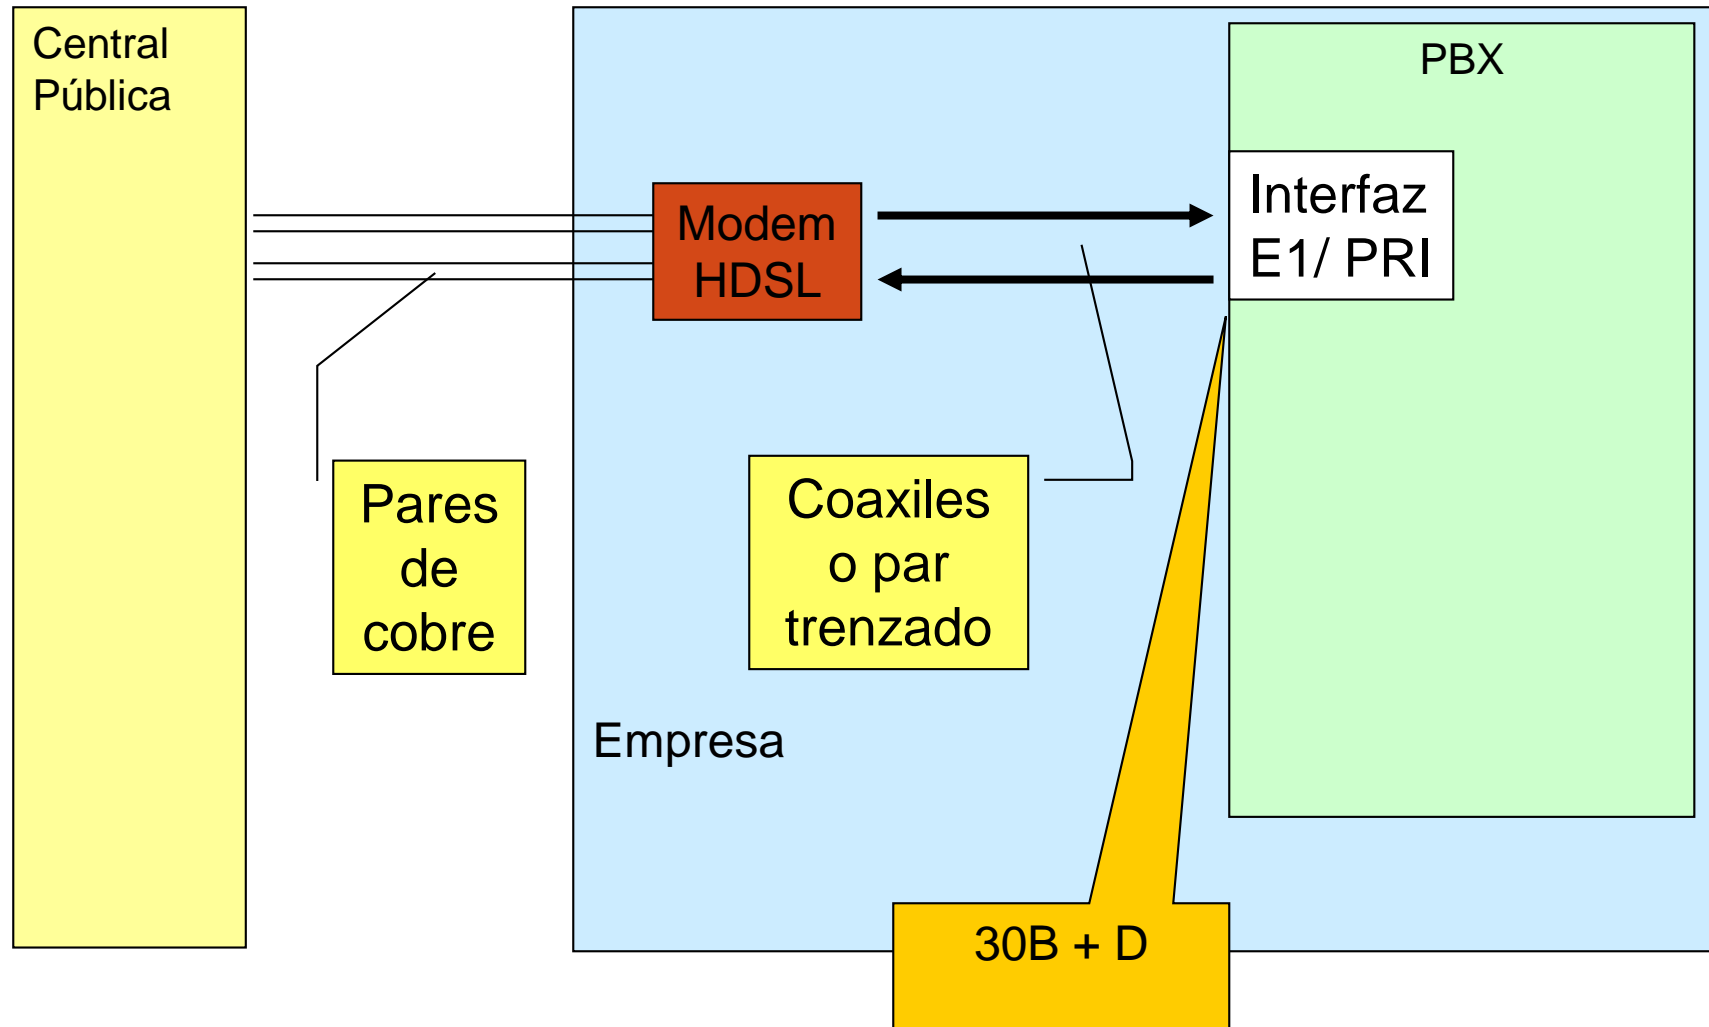 Central
Pública
PBX
Modem
HDSL
Interfaz
E1/ PRI
Pares
de
cobre
Coaxiles
o par
trenzado
Empresa
30B + D